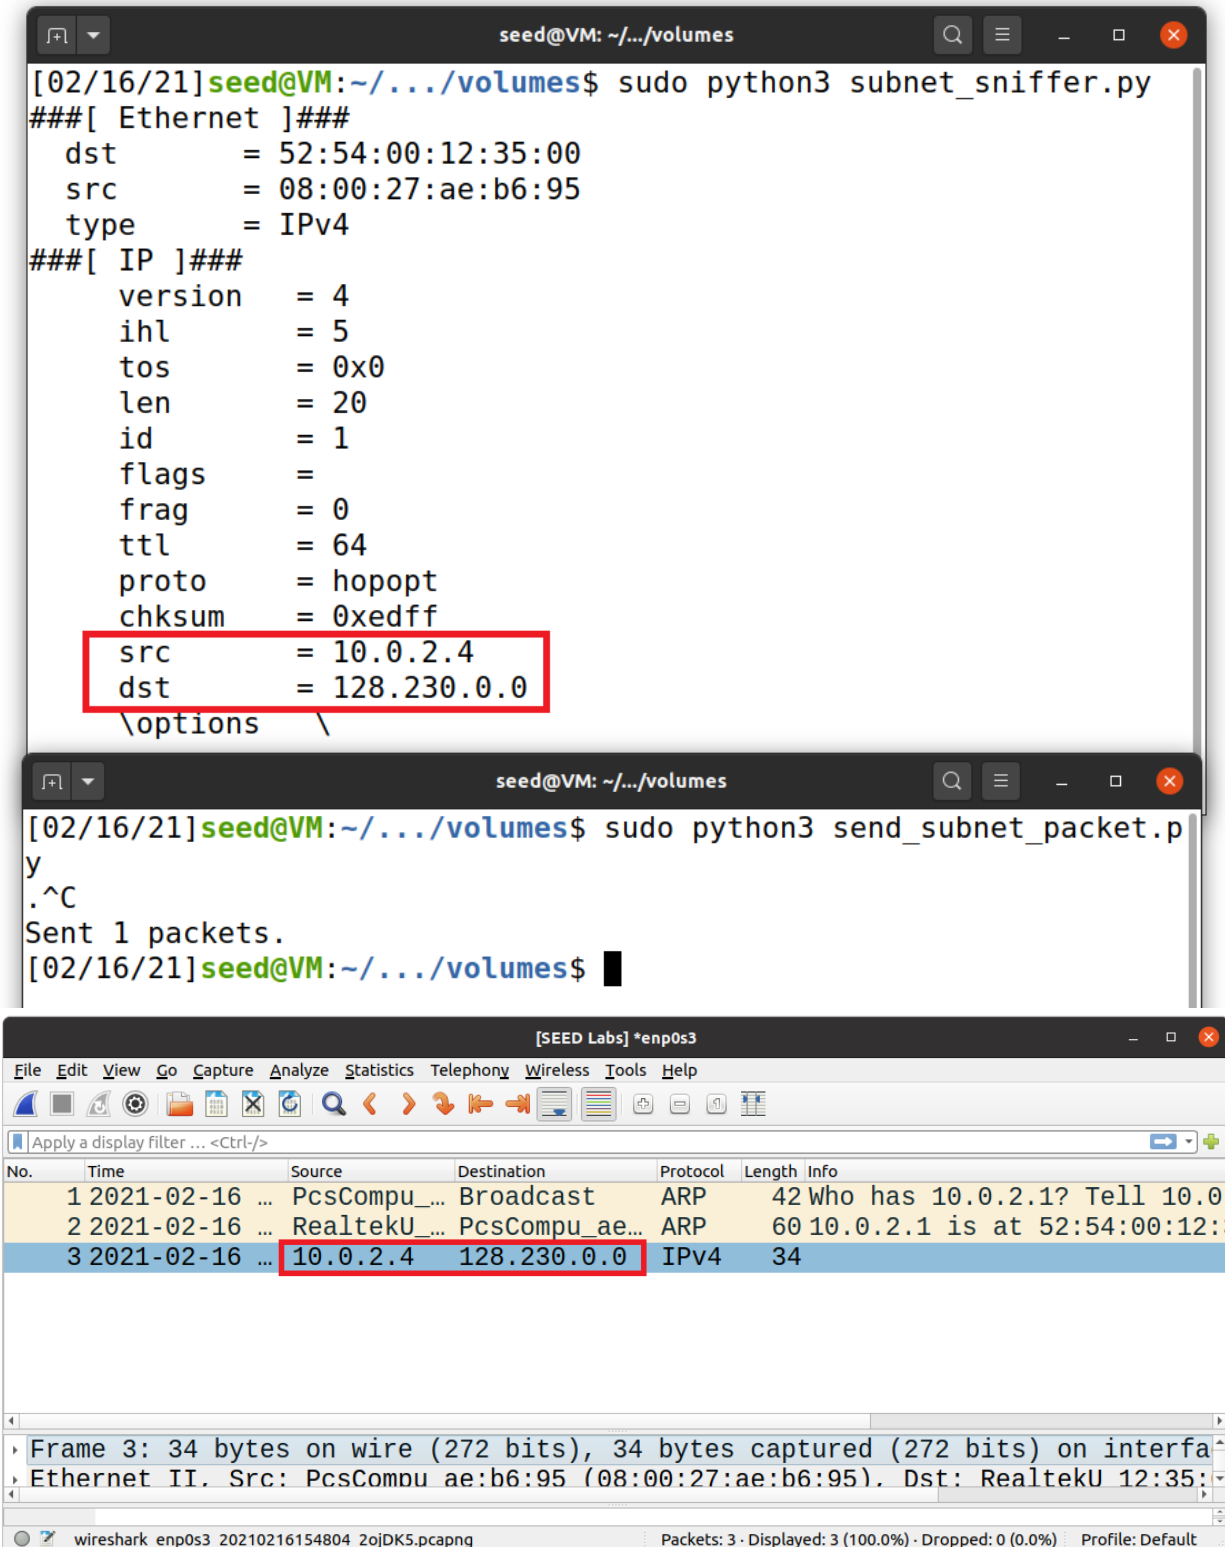 seed@VM: ~/.../volumes
[02/16/21]seed@VM:~/.../volumes$ sudo python3 subnet_sniffer.py
###[ Ethernet ]###
dst = 52:54:00:12:35:00
src = 08:00:27:ae:b6:95
type = IPv4
###[ IP ]###
version = 4
ihl = 5
tos = 0x0
len = 20
id = 1
flags =
frag = 0
ttl = 64
proto = hopopt
chksum = 0xedff
src = 10.0.2.4
dst = 128.230.0.0
\options \
seed@VM: ~/.../volumes
[02/16/21]seed@VM:~/.../volumes$ sudo python3 send_subnet_packet.p
y
.^C
Sent 1 packets.
[02/16/21]seed@VM:~/.../volumes$
[SEED Labs] *enp0s3
File Edit View Go Capture Analyze Statistics Telephony Wireless Tools Help
Apply a display filter ... <Ctrl-/>
No. Time Source Destination Protocol Length Info
1 2021-02-16 ... PcsCompu_... Broadcast ARP 42 Who has 10.0.2.1? Tell 10.0
2 2021-02-16 ... RealtekU_... PcsCompu_ae... ARP 60 10.0.2.1 is at 52:54:00:12:
3 2021-02-16 ... 10.0.2.4 128.230.0.0 IPv4 34
Frame 3: 34 bytes on wire (272 bits), 34 bytes captured (272 bits) on interfa
Ethernet II, Src: PcsCompu_ae:b6:95 (08:00:27:ae:b6:95), Dst: RealtekU_12:35:
wireshark_enp0s3_20210216154804_2ojDK5.pcapng Packets: 3 · Displayed: 3 (100.0%) · Dropped: 0 (0.0%) Profile: Default